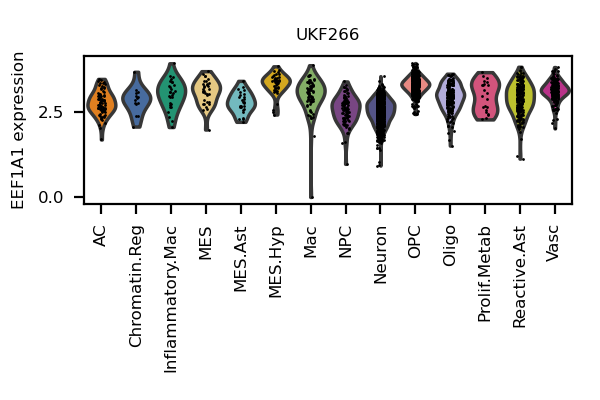 UKF266
EEF1A1 expression
2.5
0.0
AC
Chromatin.Reg
Inflammatory.Mac
MES
MES.Ast
MES.Hyp
Mac
NPC
Neuron
OPC
Oligo
Prolif.Metab
Reactive.Ast
Vasc